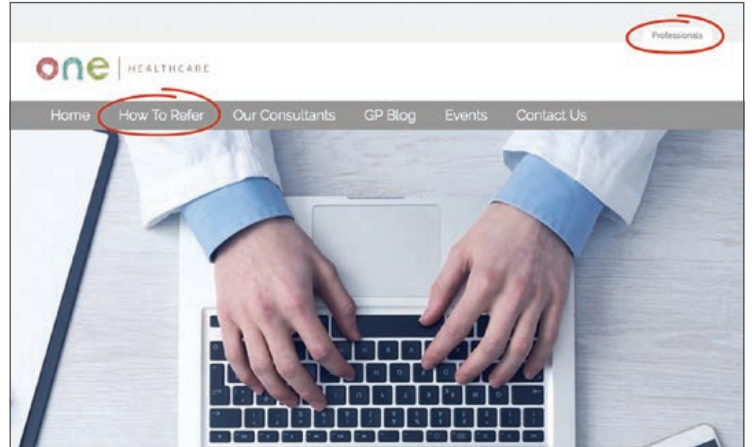 Professionals
one HEALTHCARE
Home How To Refer Our Consultants GP Blog Events Contact Us